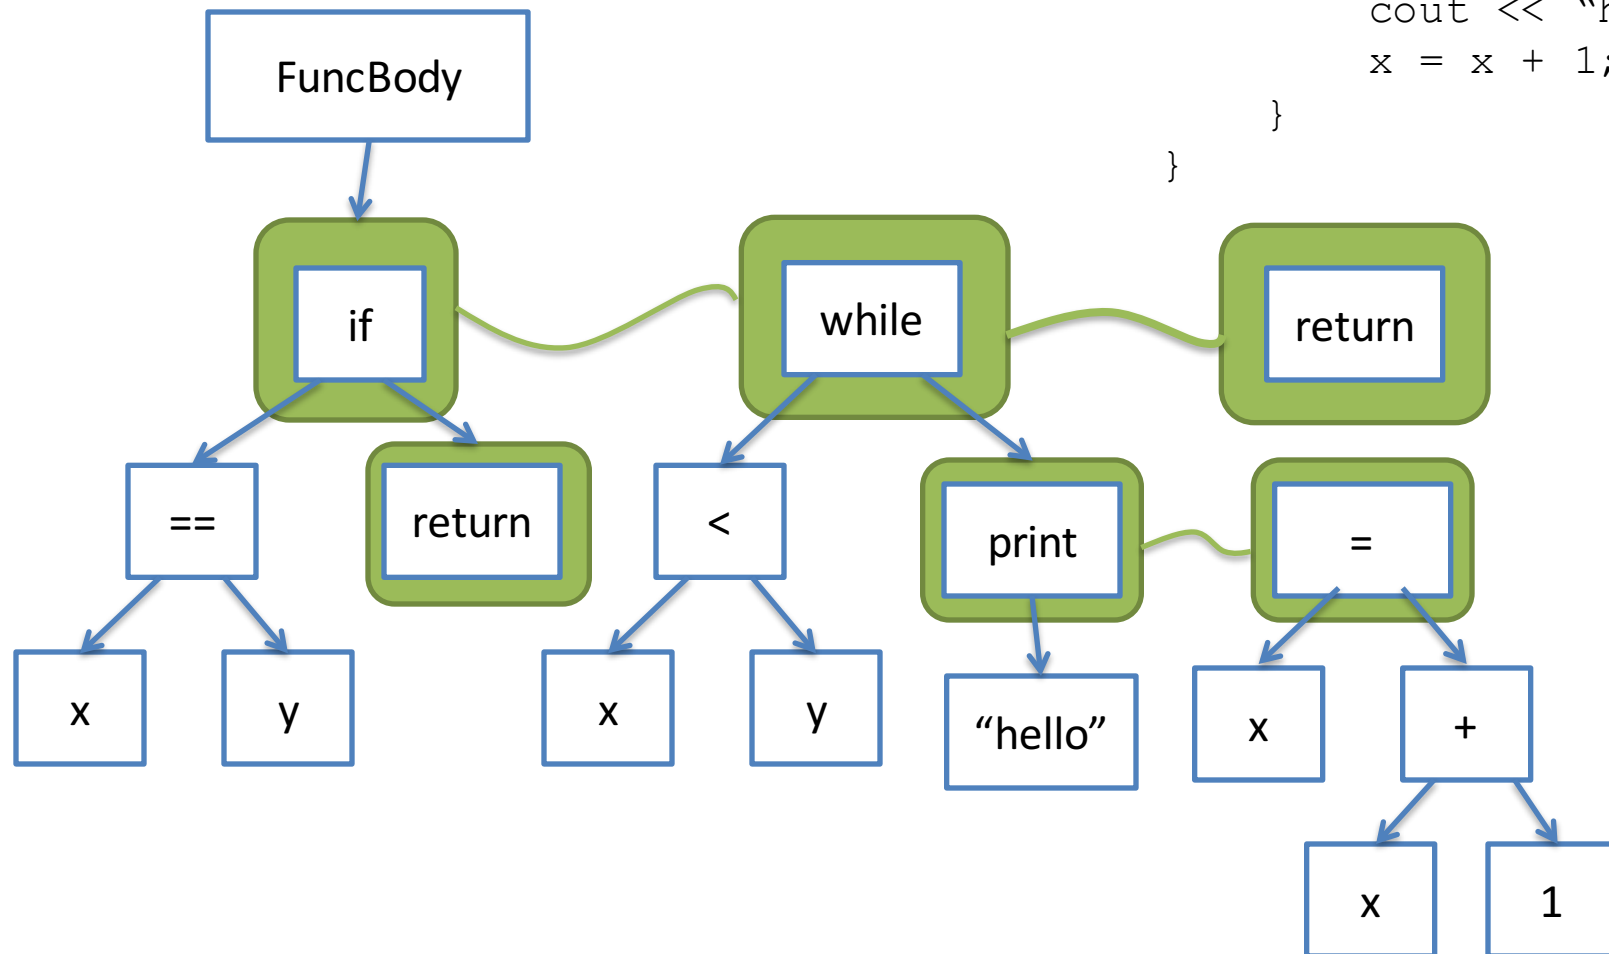 cout << “h
x = x + 1;
}
}
FuncBody
if
while
return
==
return
<
print
=
x
y
x
y
“hello”
x
+
x
1